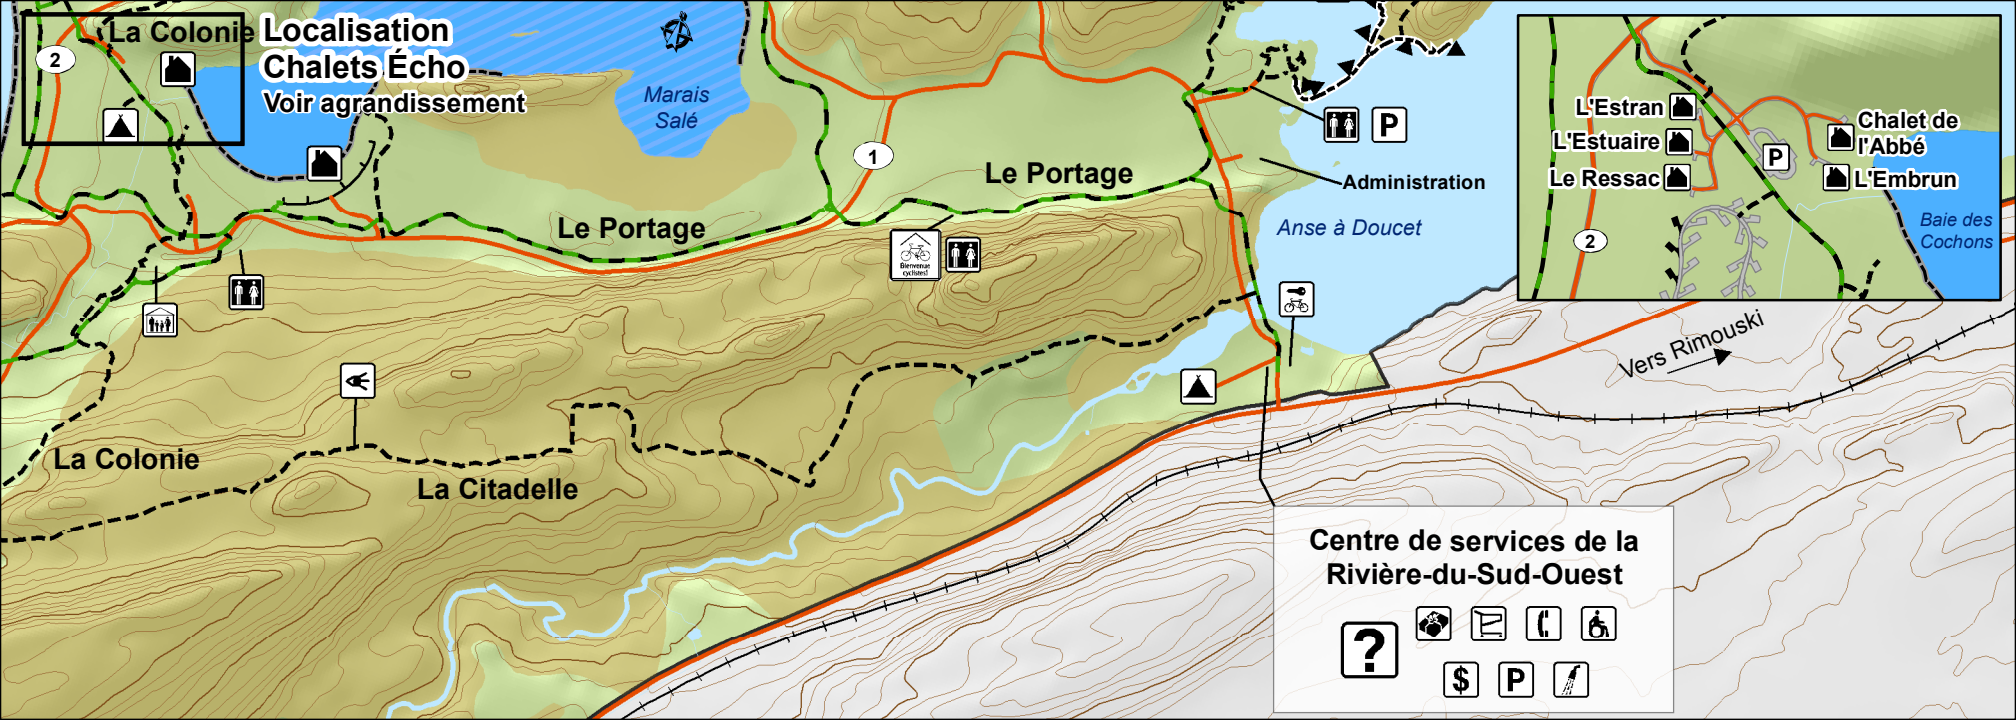 La Colonie
Localisation
Chalets Écho
Voir agrandissement
2
Marais
Salé
P
1
Le Portage
Administration
Le Portage
Anse à Doucet
Bienvenue
cyclistes!
L'Estran
L'Estuaire
Le Ressac
P
Chalet de
l'Abbé
L'Embrun
2
Baie des
Cochons
Vers Rimouski
La Colonie
La Citadelle
Centre de services de la
Rivière-du-Sud-Ouest
?
$
P